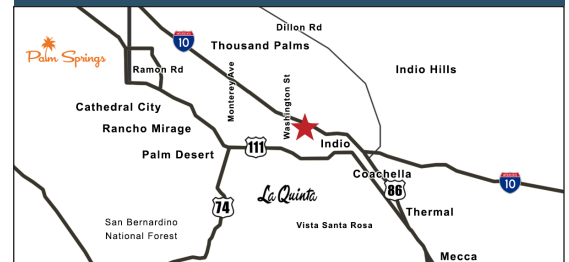 Dillon Rd
10
Thousand Palms
Palm Springs
Ramon Rd
Indio Hills
Monterey Ave
Washington St
Cathedral City
Rancho Mirage
111
Indio
Palm Desert
Coachella
10
86
La Quinta
74
Thermal
San Bernardino
National Forest
Vista Santa Rosa
Mecca